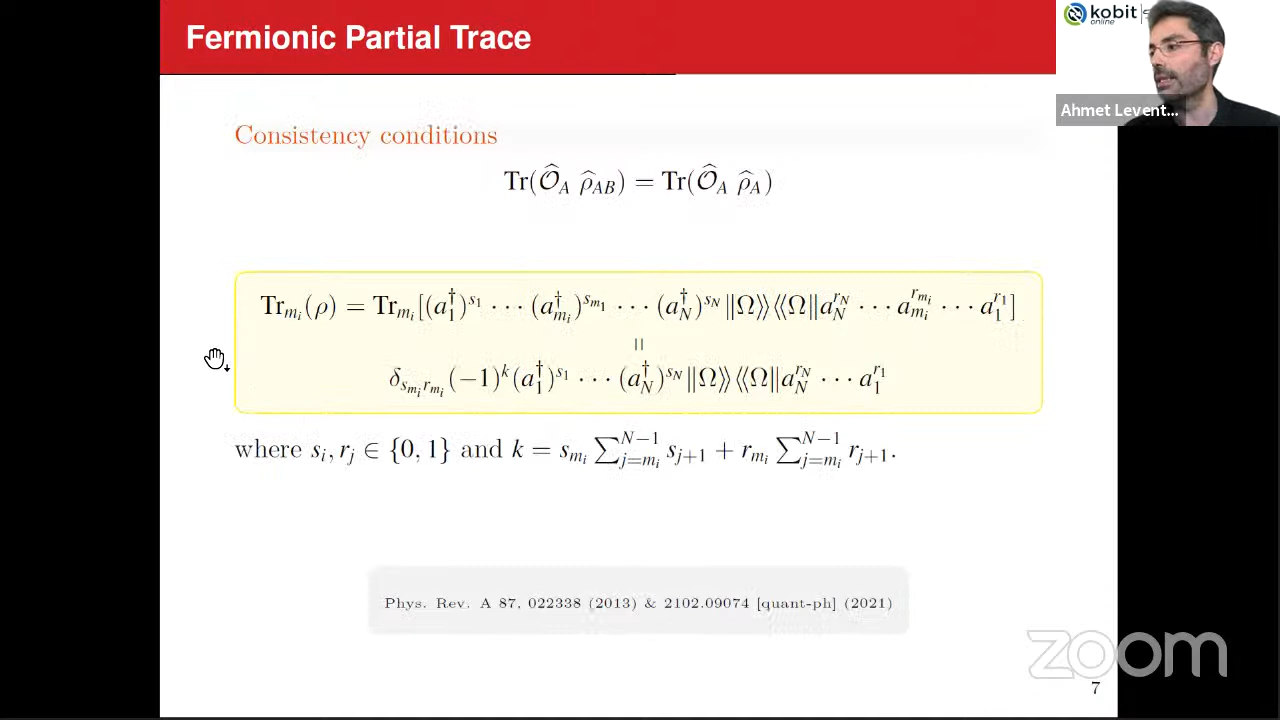 Fermionic Partial Trace
kobit
online
Ahmet Levent...
Consistency conditions
Tr(𝒪̂_A ρ̂_AB) = Tr(𝒪̂_A ρ̂_A)
Tr_{m_i}(ρ) = Tr_{m_i}[(a_1^†)^{s_1} ⋯ (a_{m_i}^†)^{s_{m_1}} ⋯ (a_N^†)^{s_N} ||Ω⟩⟩⟨⟨Ω|| a_N^{r_N} ⋯ a_{m_i}^{r_{m_i}} ⋯ a_1^{r_1}]
=
δ_{s_{m_i} r_{m_i}} (−1)^k (a_1^†)^{s_1} ⋯ (a_N^†)^{s_N} ||Ω⟩⟩⟨⟨Ω|| a_N^{r_N} ⋯ a_1^{r_1}
where s_i, r_j ∈ {0, 1} and k = s_{m_i} ∑_{j=m_i}^{N−1} s_{j+1} + r_{m_i} ∑_{j=m_i}^{N−1} r_{j+1}.
Phys. Rev. A 87, 022338 (2013) & 2102.09074 [quant-ph] (2021)
zoom
7